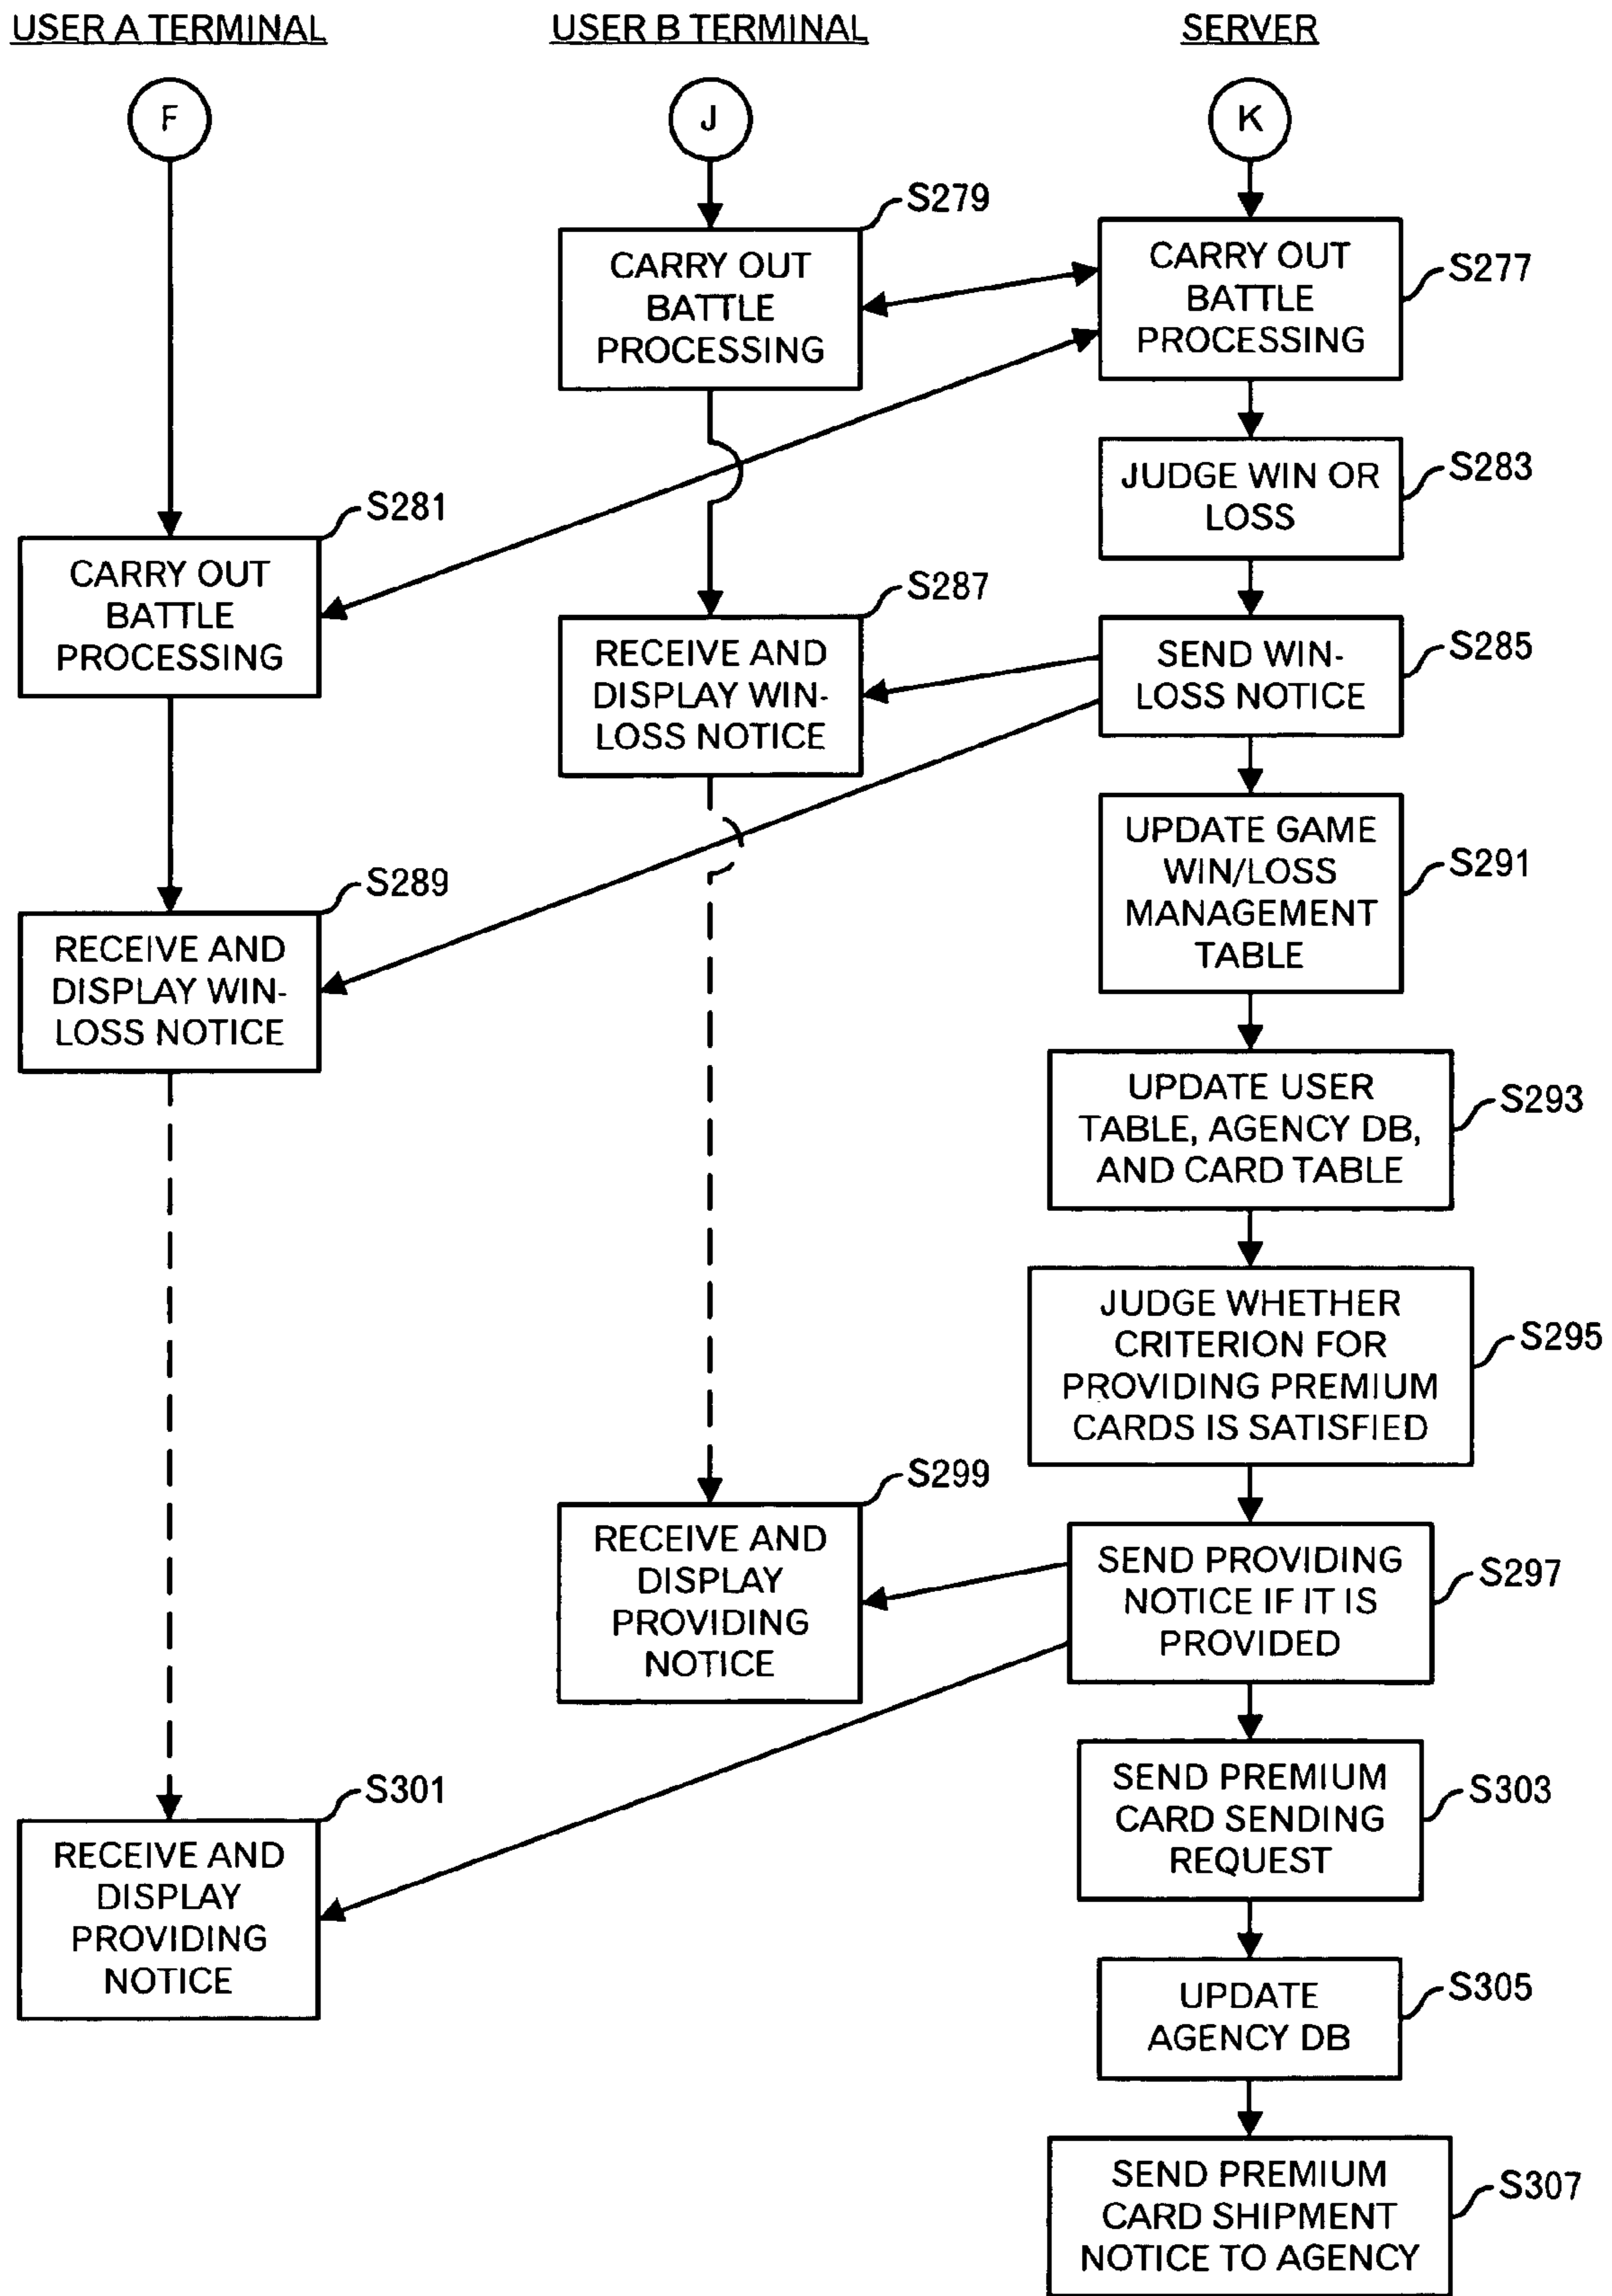 USER A TERMINAL
USER B TERMINAL
SERVER
F
J
K
S279
CARRY OUT
BATTLE
PROCESSING
S277
CARRY OUT
BATTLE
PROCESSING
S283
JUDGE WIN OR
LOSS
S281
CARRY OUT
BATTLE
PROCESSING
S287
RECEIVE AND
DISPLAY WIN-
LOSS NOTICE
S285
SEND WIN-
LOSS NOTICE
S291
UPDATE GAME
WIN/LOSS
MANAGEMENT
TABLE
S289
RECEIVE AND
DISPLAY WIN-
LOSS NOTICE
S293
UPDATE USER
TABLE, AGENCY DB,
AND CARD TABLE
S295
JUDGE WHETHER
CRITERION FOR
PROVIDING PREMIUM
CARDS IS SATISFIED
S299
RECEIVE AND
DISPLAY
PROVIDING
NOTICE
S297
SEND PROVIDING
NOTICE IF IT IS
PROVIDED
S303
SEND PREMIUM
CARD SENDING
REQUEST
S301
RECEIVE AND
DISPLAY
PROVIDING
NOTICE
S305
UPDATE
AGENCY DB
S307
SEND PREMIUM
CARD SHIPMENT
NOTICE TO AGENCY